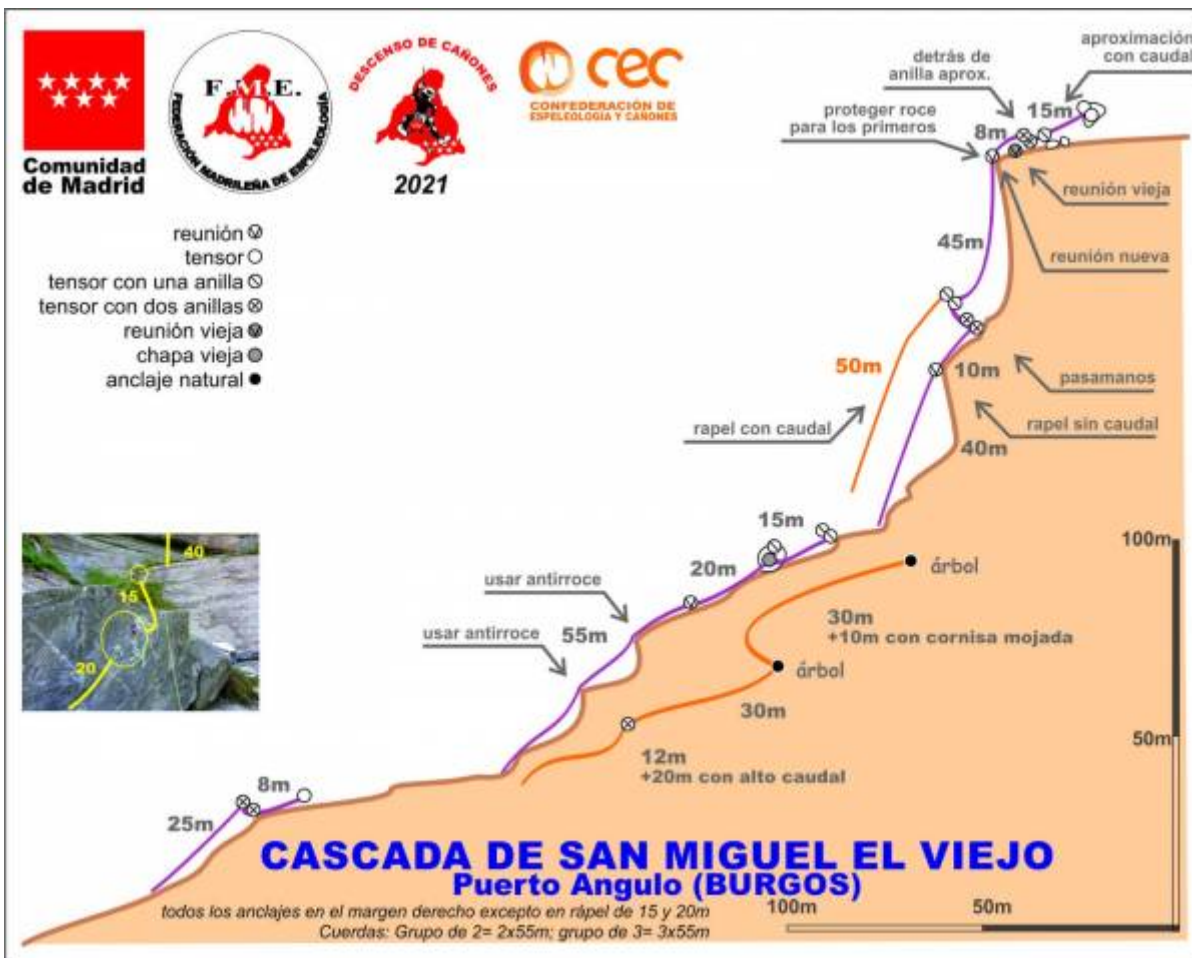 Comunidad
de Madrid
F.M.E.
FEDERACIÓN MADRILEÑA DE ESPELEOLOGÍA
DESCENSO DE CAÑONES
2021
cec
CONFEDERACIÓN DE
ESPELEOLOGÍA Y CAÑONES
reunión
tensor
tensor con una anilla
tensor con dos anillas
reunión vieja
chapa vieja
anclaje natural
aproximación
con caudal
detrás de
anilla aprox.
proteger roce
para los primeros
15m
8m
reunión vieja
reunión nueva
45m
50m
10m
pasamanos
rapel con caudal
rapel sin caudal
40m
15m
20m
usar antirroce
usar antirroce
55m
árbol
30m
+10m con cornisa mojada
árbol
30m
12m
+20m con alto caudal
100m
50m
40
15
20
8m
25m
CASCADA DE SAN MIGUEL EL VIEJO
Puerto Angulo (BURGOS)
todos los anclajes en el margen derecho excepto en rápel de 15 y 20m
Cuerdas: Grupo de 2= 2x55m; grupo de 3= 3x55m
100m
50m